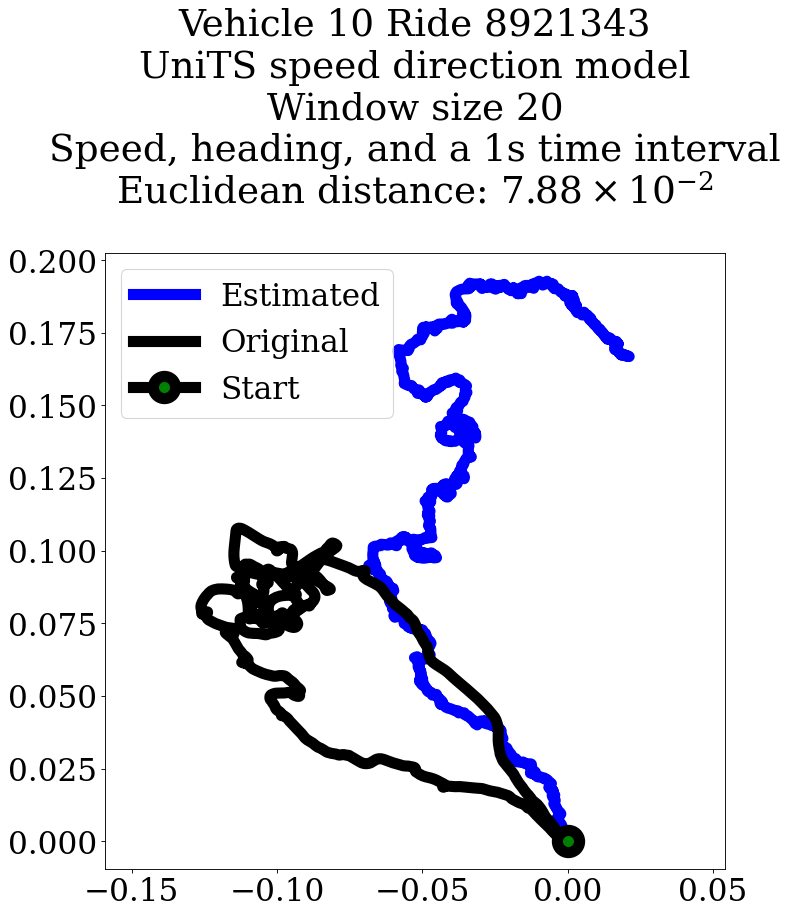 Vehicle 10 Ride 8921343
UniTS speed direction model
Window size 20
Speed, heading, and a 1s time interval
Euclidean distance: 7.88 × 10⁻²
0.200
0.175
0.150
0.125
0.100
0.075
0.050
0.025
0.000
Estimated
Original
Start
−0.15 −0.10 −0.05 0.00 0.05